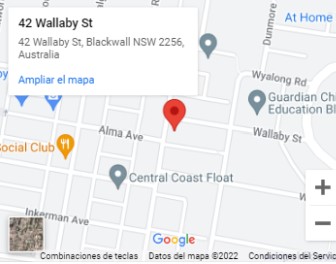 42 Wallaby St
42 Wallaby St, Blackwall NSW 2256,
Australia
Ampliar el mapa
At Home
Dunmore
Wyalong Rd
Guardian Chi
Education Bl
Wallaby St
Alma Ave
Social Club
Central Coast Float
Inkerman Ave
+
−
Google
Combinaciones de teclas
Datos del mapa ©2022
Condiciones del Servic